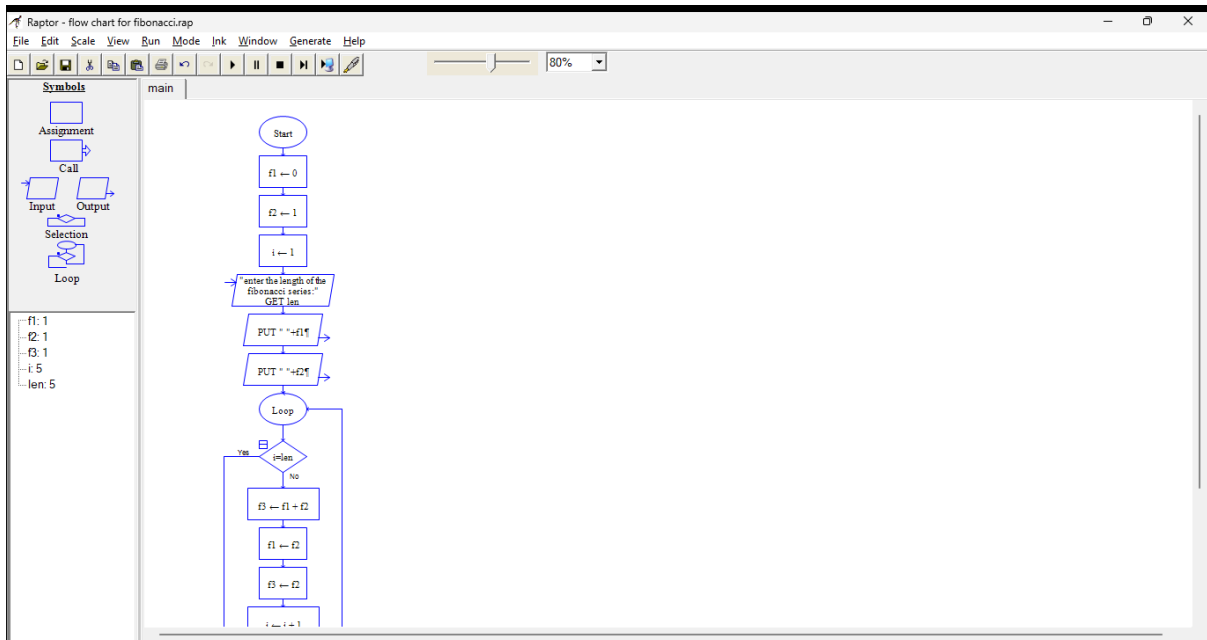 Raptor - flow chart for fibonacci.rap
File Edit Scale View Run Mode Ink Window Generate Help
80%
Symbols
Assignment
Call
Input Output
Selection
Loop
f1: 1
f2: 1
f3: 1
i: 5
len: 5
main
Start
f1 ← 0
f2 ← 1
i ← 1
"enter the length of the
fibonacci series:"
GET len
PUT " "+f1¶
PUT " "+f2¶
Loop
Yes
i=len
No
f3 ← f1 + f2
f1 ← f2
f3 ← f2
i ← i + 1